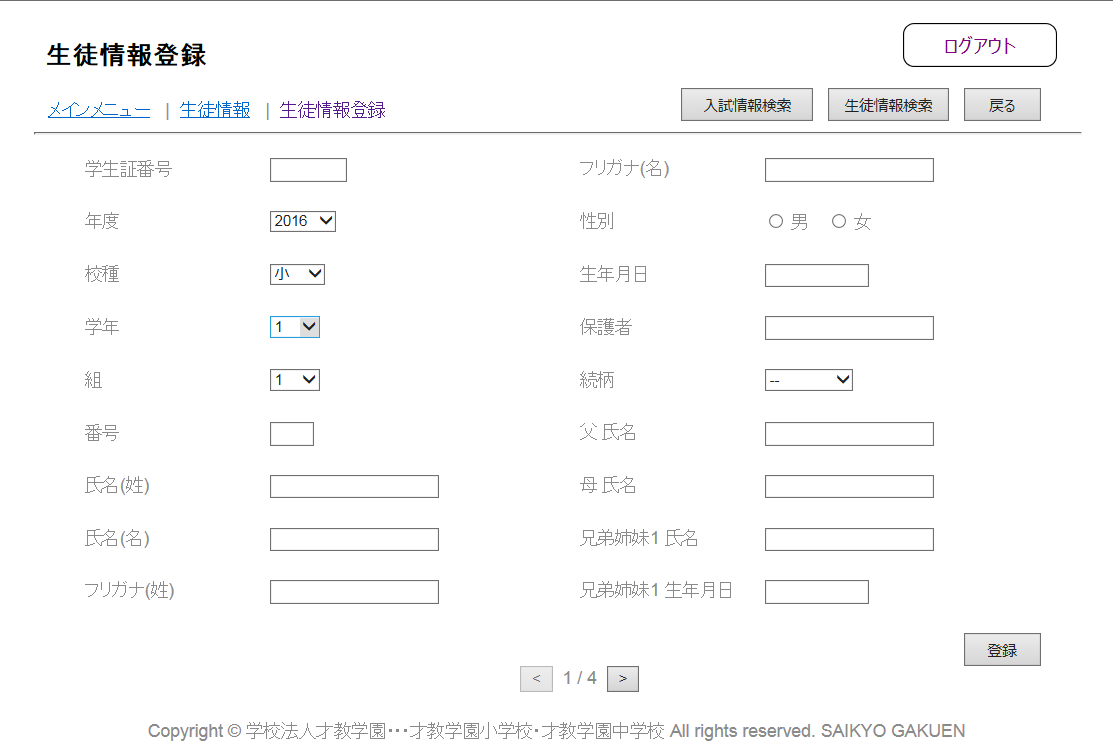 生徒情報登録
ログアウト
メインメニュー | 生徒情報 | 生徒情報登録
入試情報検索 生徒情報検索 戻る
学生証番号 フリガナ(名)
年度 2016 性別 男 女
校種 小 生年月日
学年 1 保護者
組 1 続柄 --
番号 父 氏名
氏名(姓) 母 氏名
氏名(名) 兄弟姉妹1 氏名
フリガナ(姓) 兄弟姉妹1 生年月日
登録
< 1 / 4 >
Copyright © 学校法人才教学園・・・才教学園小学校・才教学園中学校 All rights reserved. SAIKYO GAKUEN